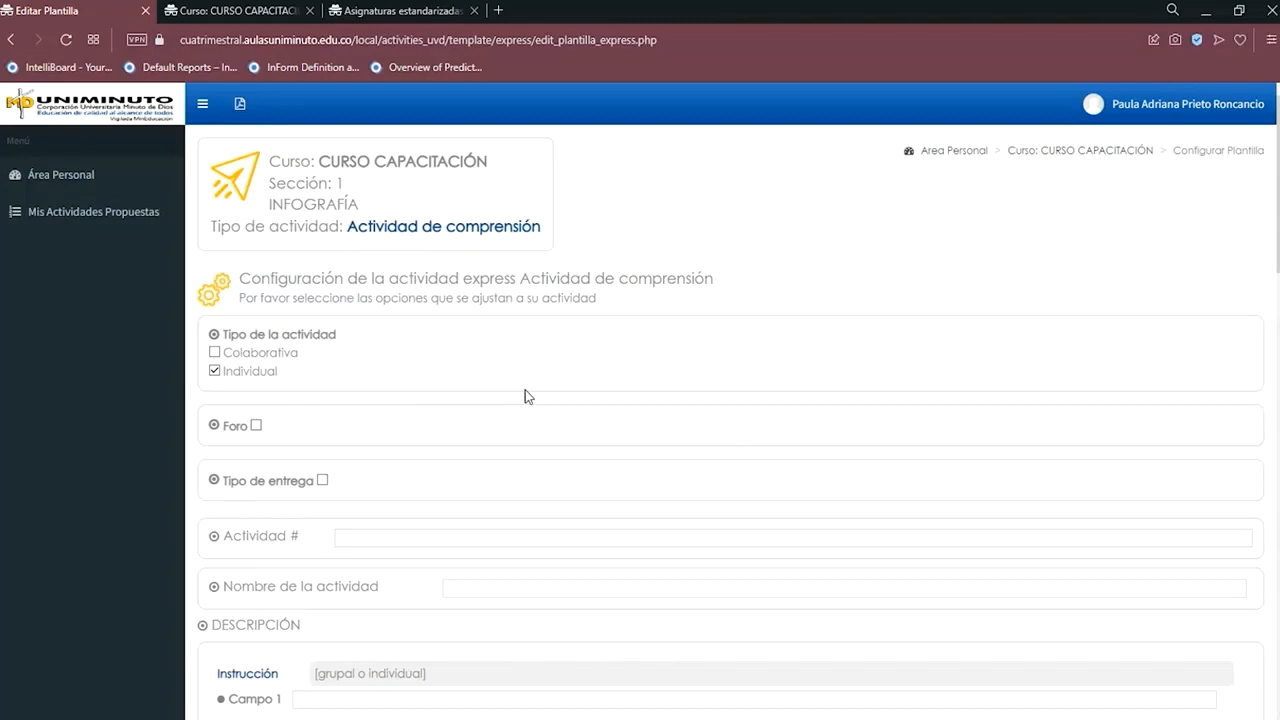 Editar Plantilla
Curso: CURSO CAPACITACI
Asignaturas estandarizadas
VPN
cuatrimestral.aulasuniminuto.edu.co/local/activities_uvd/template/express/edit_plantilla_express.php
IntelliBoard - Your...
Default Reports – In...
InForm Definition a...
Overview of Predict...
UNIMINUTO
Corporación Universitaria Minuto de Dios
Educación de calidad al alcance de todos
Vigilada MinEducación
Paula Adriana Prieto Roncancio
Menú
Área Personal
Mis Actividades Propuestas
Curso: CURSO CAPACITACIÓN
Sección: 1
INFOGRAFÍA
Tipo de actividad: Actividad de comprensión
Area Personal > Curso: CURSO CAPACITACIÓN > Configurar Plantilla
Configuración de la actividad express Actividad de comprensión
Por favor seleccione las opciones que se ajustan a su actividad
Tipo de la actividad
Colaborativa
Individual
Foro
Tipo de entrega
Actividad #
Nombre de la actividad
DESCRIPCIÓN
Instrucción [grupal o individual]
Campo 1